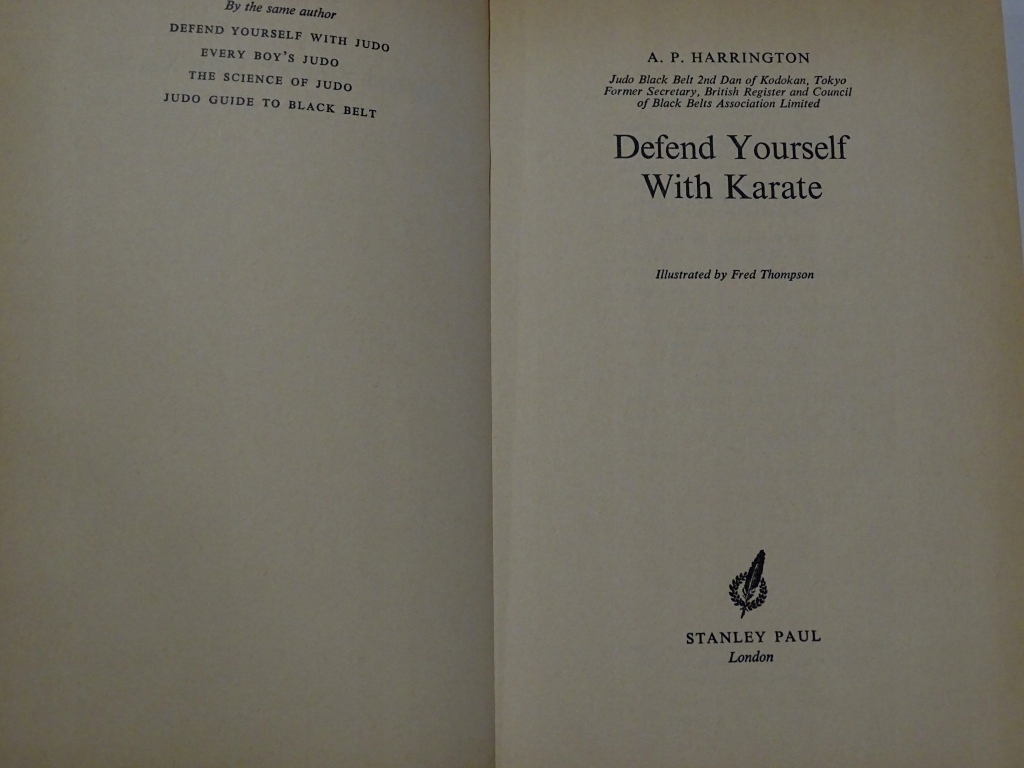 By the same author
DEFEND YOURSELF WITH JUDO
EVERY BOY'S JUDO
THE SCIENCE OF JUDO
JUDO GUIDE TO BLACK BELT
A. P. HARRINGTON
Judo Black Belt 2nd Dan of Kodokan, Tokyo
Former Secretary, British Register and Council
of Black Belts Association Limited
Defend Yourself
With Karate
Illustrated by Fred Thompson
STANLEY PAUL
London